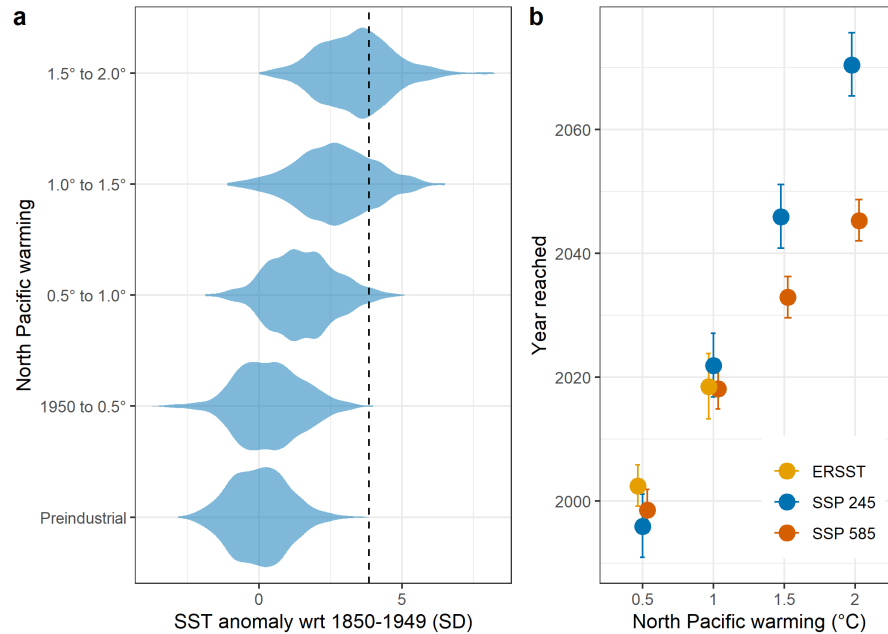 a
North Pacific warming
1.5° to 2.0°
1.0° to 1.5°
0.5° to 1.0°
1950 to 0.5°
Preindustrial
0
5
SST anomaly wrt 1850-1949 (SD)
b
Year reached
2060
2040
2020
2000
ERSST
SSP 245
SSP 585
0.5
1
1.5
2
North Pacific warming (°C)